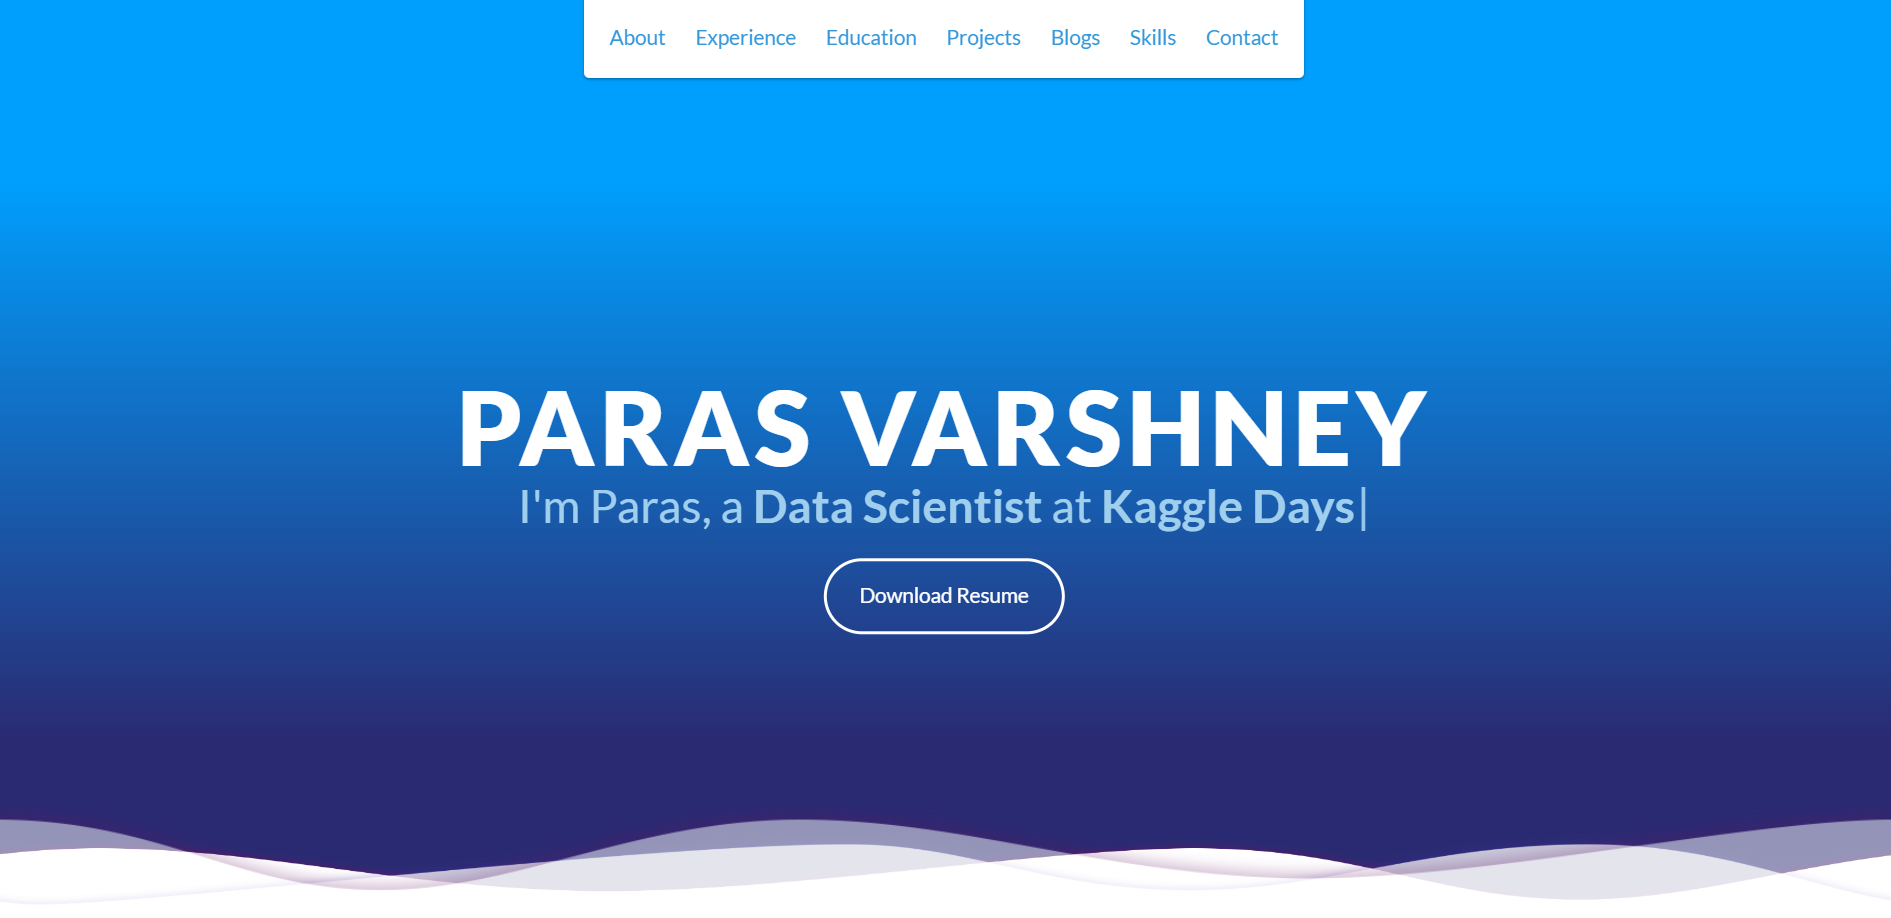 About Experience Education Projects Blogs Skills Contact
PARAS VARSHNEY
I'm Paras, a Data Scientist at Kaggle Days|
Download Resume